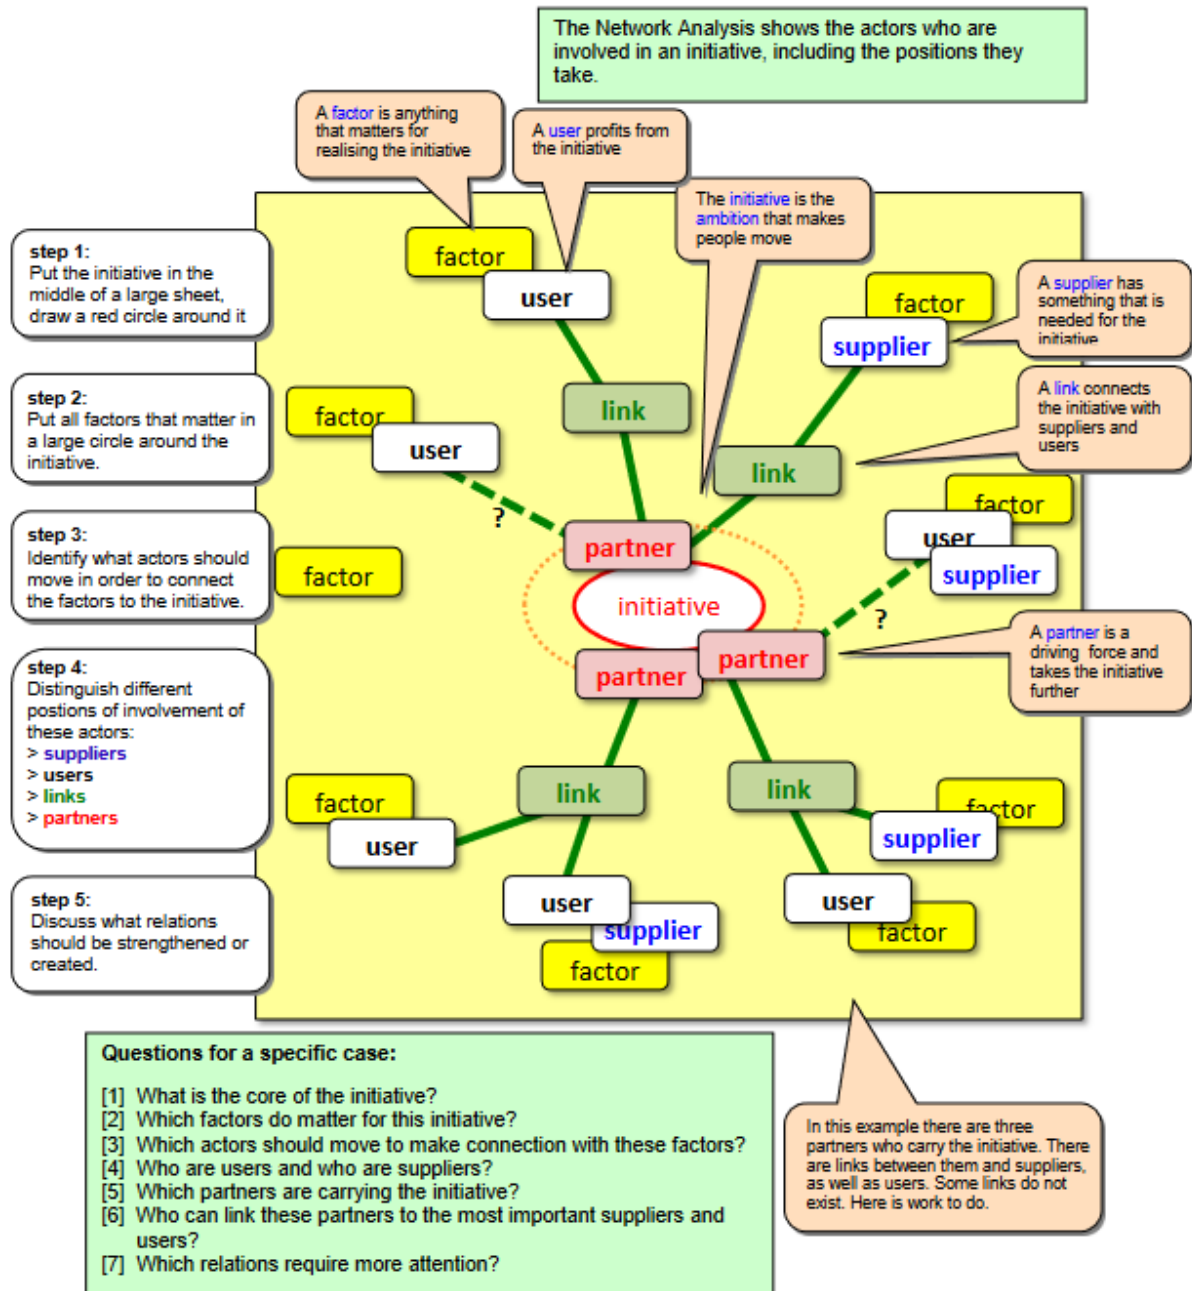 The Network Analysis shows the actors who are
involved in an initiative, including the positions they
take.
A factor is anything
that matters for
realising the initiative
A user profits from
the initiative
The initiative is the
ambition that makes
people move
step 1:
Put the initiative in the
middle of a large sheet,
draw a red circle around it
factor
user
factor
supplier
A supplier has
something that is
needed for the
initiative
step 2:
Put all factors that matter in
a large circle around the
initiative.
factor
user
link
link
A link connects
the initiative with
suppliers and
users
step 3:
Identify what actors should
move in order to connect
the factors to the initiative.
factor
?
partner
initiative
factor
user
supplier
?
partner
partner
A partner is a
driving force and
takes the initiative
further
step 4:
Distinguish different
postions of involvement of
these actors:
> suppliers
> users
> links
> partners
factor
user
link
link
factor
supplier
step 5:
Discuss what relations
should be strengthened or
created.
user
supplier
factor
user
factor
Questions for a specific case:
[1] What is the core of the initiative?
[2] Which factors do matter for this initiative?
[3] Which actors should move to make connection with these factors?
[4] Who are users and who are suppliers?
[5] Which partners are carrying the initiative?
[6] Who can link these partners to the most important suppliers and
users?
[7] Which relations require more attention?
In this example there are three
partners who carry the initiative. There
are links between them and suppliers,
as well as users. Some links do not
exist. Here is work to do.